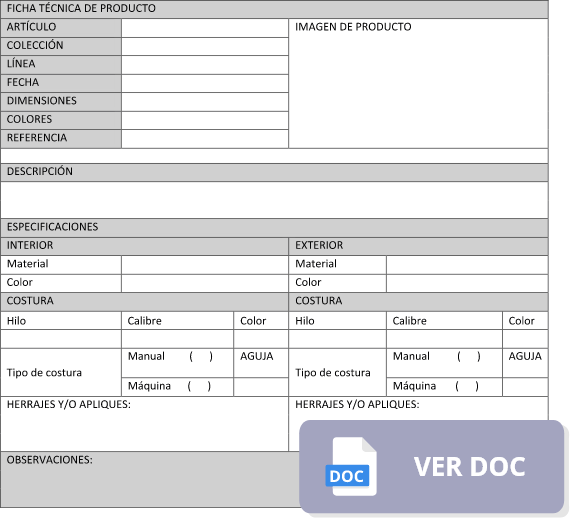 FICHA TÉCNICA DE PRODUCTO
ARTÍCULO IMAGEN DE PRODUCTO
COLECCIÓN
LÍNEA
FECHA
DIMENSIONES
COLORES
REFERENCIA
DESCRIPCIÓN
ESPECIFICACIONES
INTERIOR EXTERIOR
Material Material
Color Color
COSTURA COSTURA
Hilo Calibre Color Hilo Calibre Color
Tipo de costura Manual ( ) AGUJA Tipo de costura Manual ( ) AGUJA
Máquina ( ) Máquina ( )
HERRAJES Y/O APLIQUES: HERRAJES Y/O APLIQUES:
OBSERVACIONES:
DOC VER DOC